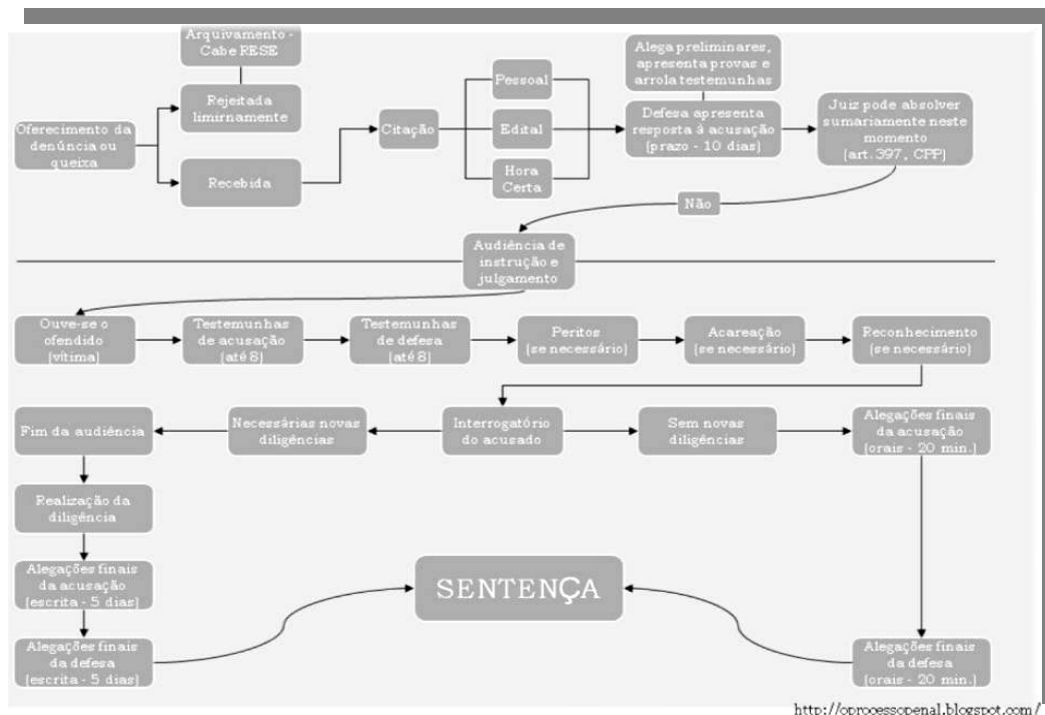 Arquivamento -
Cabe RESE
Rejeitada
limirnamente
Oferecimento da
denúncia ou
queixa
Recebida
Citação
Pessoal
Edital
Hora
Certa
Alega preliminares,
apresenta provas e
arrola testemunhas
Defesa apresenta
resposta à acusação
(prazo - 10 dias)
Juiz pode absolver
sumariamente neste
momento
(art. 397, CPP)
Não
Audiência de
instrução e
julgamento
Ouve-se o
ofendido
(vítima)
Testemunhas
de acusação
(até 8)
Testemunhas
de defesa
(até 8)
Peritos
(se necessário)
Acareação
(se necessário)
Reconhecimento
(se necessário)
Fim da audiência
Necessárias novas
diligências
Interrogatório
do acusado
Sem novas
diligências
Alegações finais
da acusação
(orais - 20 min.)
Realização da
diligência
Alegações finais
da acusação
(escrita - 5 dias)
Alegações finais
da defesa
(escrita - 5 dias)
SENTENÇA
Alegações finais
da defesa
(orais - 20 min.)
http://oprocessopenal.blogspot.com/